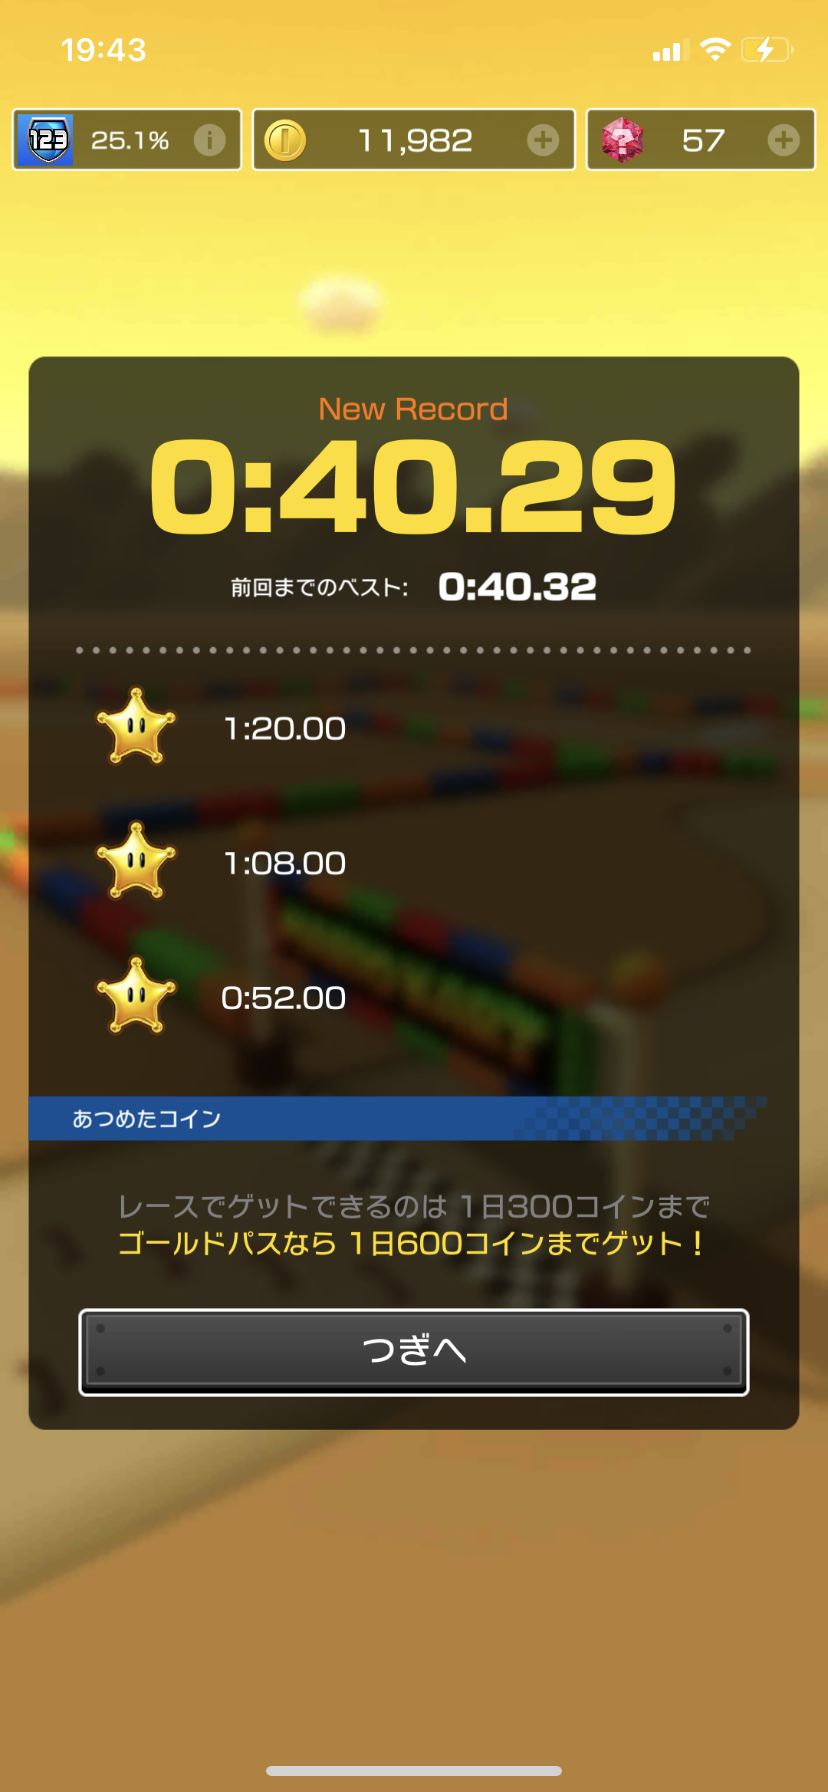 19:43
123 25.1% i 11,982 + ? 57 +
New Record
0:40.29
前回までのベスト: 0:40.32
1:20.00
1:08.00
0:52.00
あつめたコイン
レースでゲットできるのは 1日300コインまで
ゴールドパスなら 1日600コインまでゲット！
つぎへ